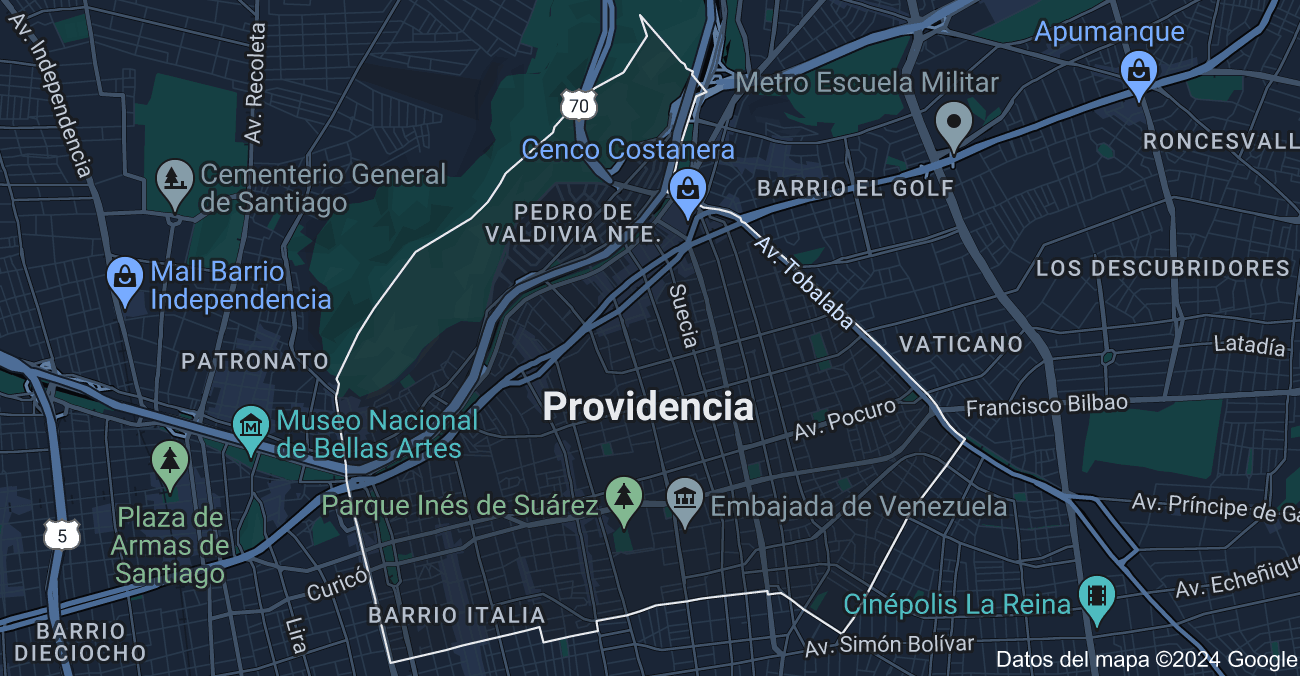 Apumanque
Av. Independencia
Av. Recoleta
Metro Escuela Militar
70
RONCESVALL
Cenco Costanera
Cementerio General
de Santiago
BARRIO EL GOLF
PEDRO DE
VALDIVIA NTE.
Av. Tobalaba
Mall Barrio
Independencia
LOS DESCUBRIDORES
Suecia
PATRONATO
VATICANO
Latadía
Providencia
Francisco Bilbao
Av. Pocuro
Museo Nacional
de Bellas Artes
Parque Inés de Suárez
Embajada de Venezuela
Av. Príncipe de Ga
5
Plaza de
Armas de
Santiago
Curicó
Av. Echeñique
Cinépolis La Reina
BARRIO ITALIA
Lira
BARRIO
DIECIOCHO
Av. Simón Bolívar
Datos del mapa ©2024 Google